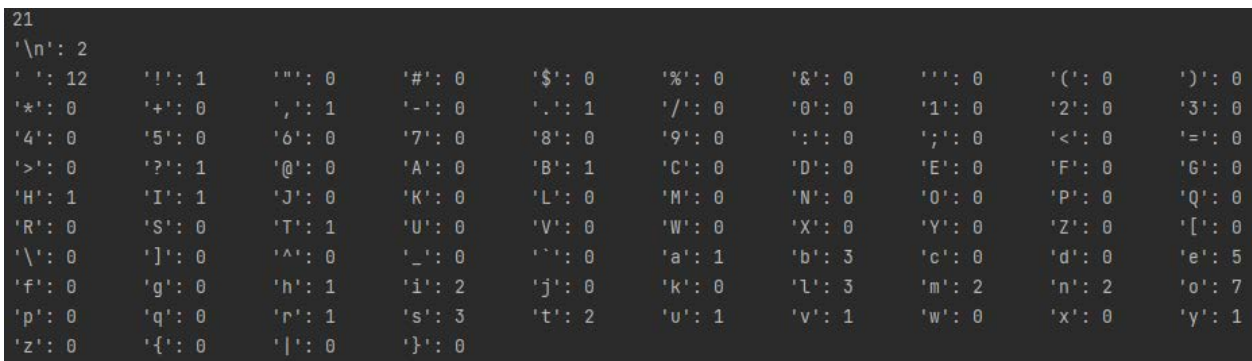 21
'\n': 2
' ': 12 '!': 1 '"': 0 '#': 0 '$': 0 '%': 0 '&': 0 ''': 0 '(': 0 ')': 0
'*': 0 '+': 0 ',': 1 '-': 0 '.': 1 '/': 0 '0': 0 '1': 0 '2': 0 '3': 0
'4': 0 '5': 0 '6': 0 '7': 0 '8': 0 '9': 0 ':': 0 ';': 0 '<': 0 '=': 0
'>': 0 '?': 1 '@': 0 'A': 0 'B': 1 'C': 0 'D': 0 'E': 0 'F': 0 'G': 0
'H': 1 'I': 1 'J': 0 'K': 0 'L': 0 'M': 0 'N': 0 'O': 0 'P': 0 'Q': 0
'R': 0 'S': 0 'T': 1 'U': 0 'V': 0 'W': 0 'X': 0 'Y': 0 'Z': 0 '[': 0
'\': 0 ']': 0 '^': 0 '_': 0 '`': 0 'a': 1 'b': 3 'c': 0 'd': 0 'e': 5
'f': 0 'g': 0 'h': 1 'i': 2 'j': 0 'k': 0 'l': 3 'm': 2 'n': 2 'o': 7
'p': 0 'q': 0 'r': 1 's': 3 't': 2 'u': 1 'v': 1 'w': 0 'x': 0 'y': 1
'z': 0 '{': 0 '|': 0 '}': 0